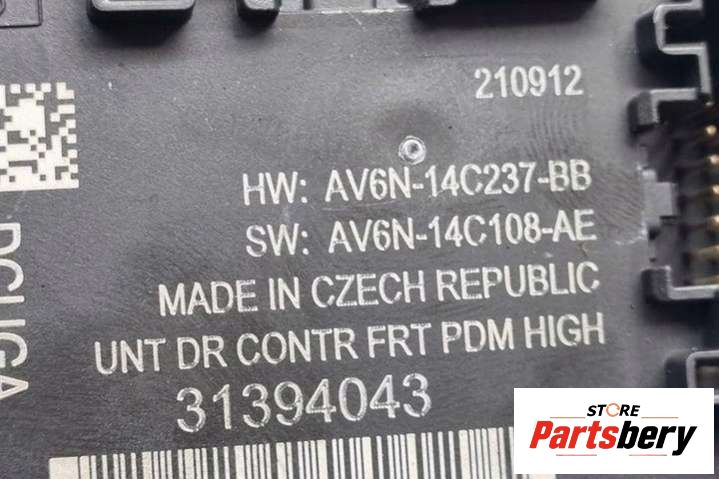 210912
HW: AV6N-14C237-BB
SW: AV6N-14C108-AE
MADE IN CZECH REPUBLIC
UNT DR CONTR FRT PDM HIGH
31394043
STORE
Partsbery